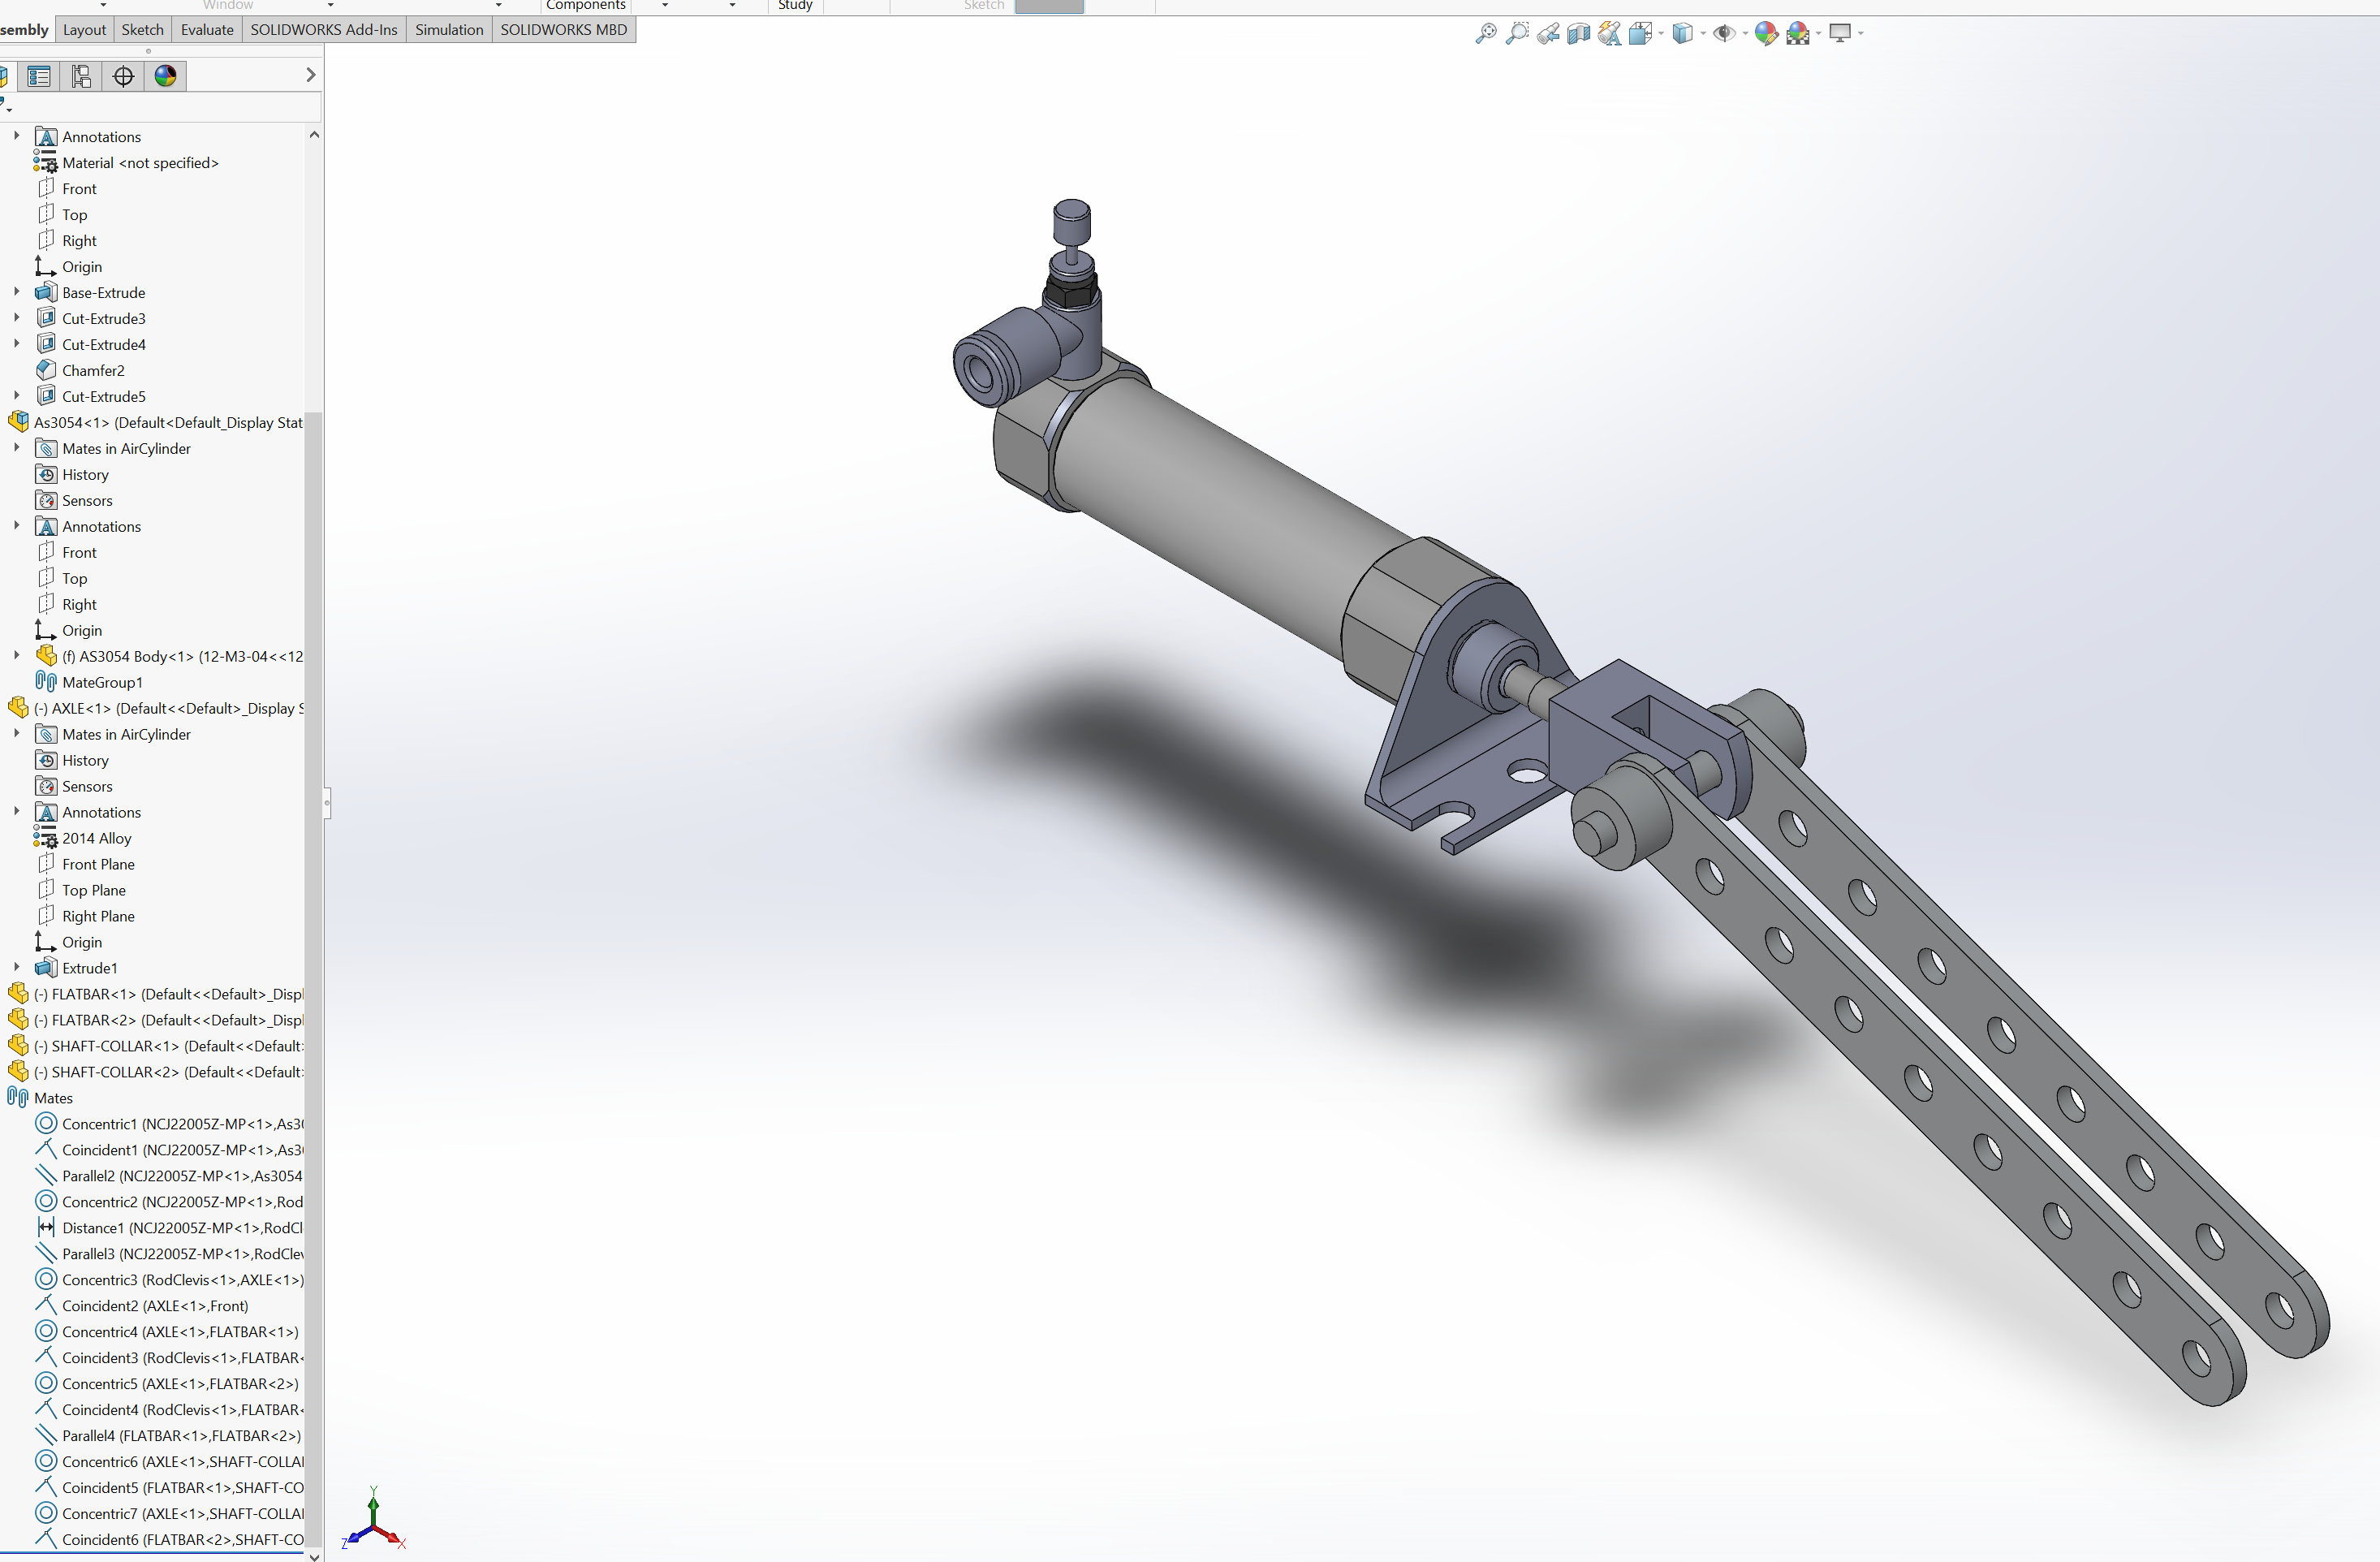 Window
Components
Study
Sketch
sembly Layout Sketch Evaluate SOLIDWORKS Add-Ins Simulation SOLIDWORKS MBD
Annotations
Material <not specified>
Front
Top
Right
Origin
Base-Extrude
Cut-Extrude3
Cut-Extrude4
Chamfer2
Cut-Extrude5
As3054<1> (Default<Default_Display Stat
Mates in AirCylinder
History
Sensors
Annotations
Front
Top
Right
Origin
(f) AS3054 Body<1> (12-M3-04<<12
MateGroup1
(-) AXLE<1> (Default<<Default>_Display S
Mates in AirCylinder
History
Sensors
Annotations
2014 Alloy
Front Plane
Top Plane
Right Plane
Origin
Extrude1
(-) FLATBAR<1> (Default<<Default>_Displ
(-) FLATBAR<2> (Default<<Default>_Displ
(-) SHAFT-COLLAR<1> (Default<<Default>
(-) SHAFT-COLLAR<2> (Default<<Default>
Mates
Concentric1 (NCJ22005Z-MP<1>,As30
Coincident1 (NCJ22005Z-MP<1>,As3
Parallel2 (NCJ22005Z-MP<1>,As3054
Concentric2 (NCJ22005Z-MP<1>,Rod
Distance1 (NCJ22005Z-MP<1>,RodCl
Parallel3 (NCJ22005Z-MP<1>,RodClev
Concentric3 (RodClevis<1>,AXLE<1>)
Coincident2 (AXLE<1>,Front)
Concentric4 (AXLE<1>,FLATBAR<1>)
Coincident3 (RodClevis<1>,FLATBAR<
Concentric5 (AXLE<1>,FLATBAR<2>)
Coincident4 (RodClevis<1>,FLATBAR<
Parallel4 (FLATBAR<1>,FLATBAR<2>)
Concentric6 (AXLE<1>,SHAFT-COLLAI
Coincident5 (FLATBAR<1>,SHAFT-CO
Concentric7 (AXLE<1>,SHAFT-COLLAI
Coincident6 (FLATBAR<2>,SHAFT-CO
Y
Z
X